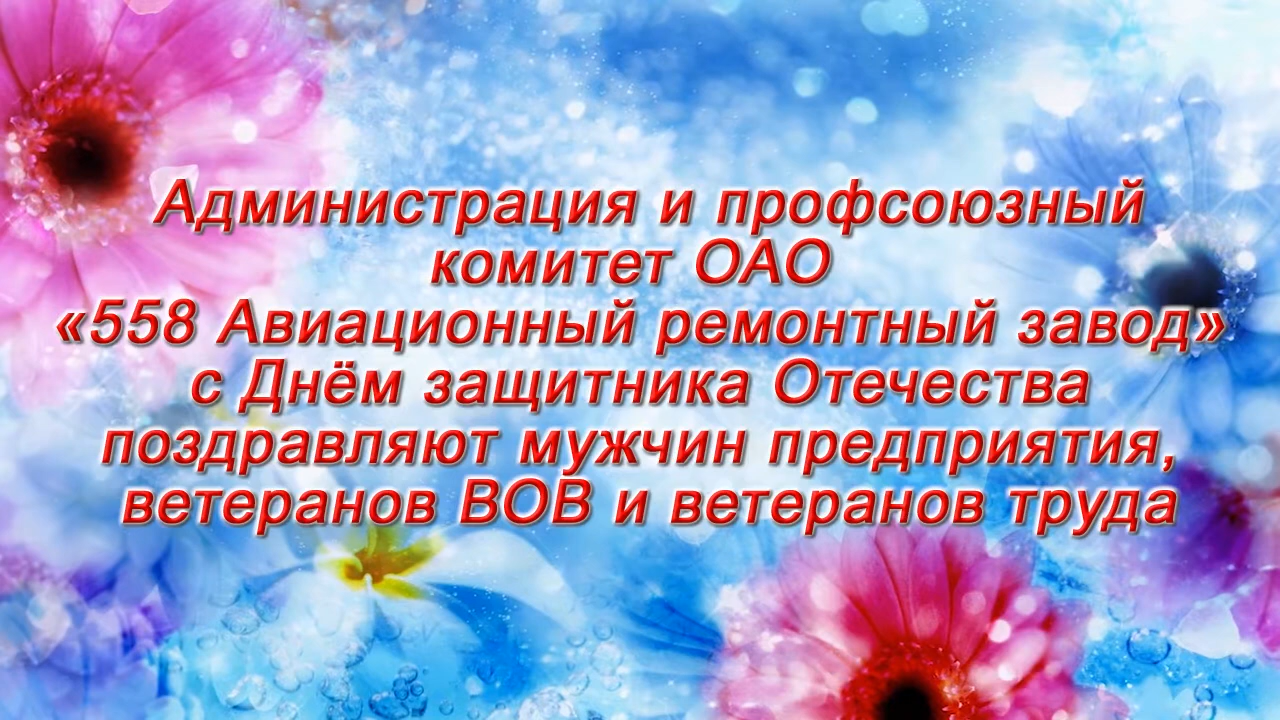 Администрация и профсоюзный
комитет ОАО
«558 Авиационный ремонтный завод»
с Днём защитника Отечества
поздравляют мужчин предприятия,
ветеранов ВОВ и ветеранов труда